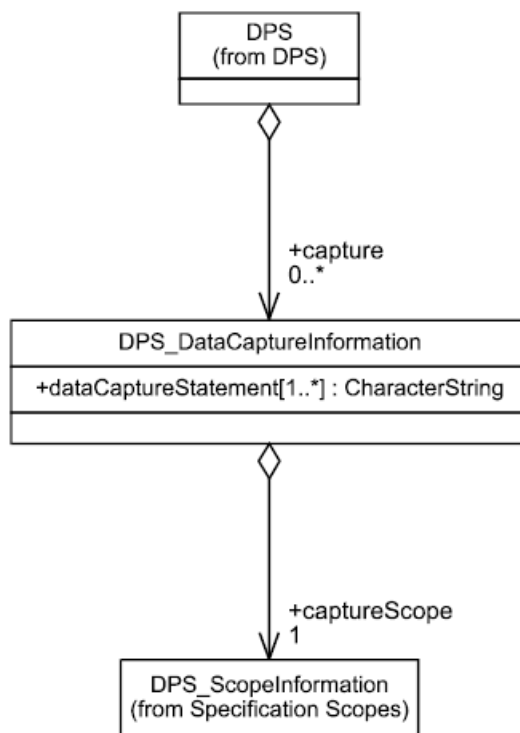 DPS
(from DPS)
+capture
0..*
DPS_DataCaptureInformation
+dataCaptureStatement[1..*] : CharacterString
+captureScope
1
DPS_ScopeInformation
(from Specification Scopes)